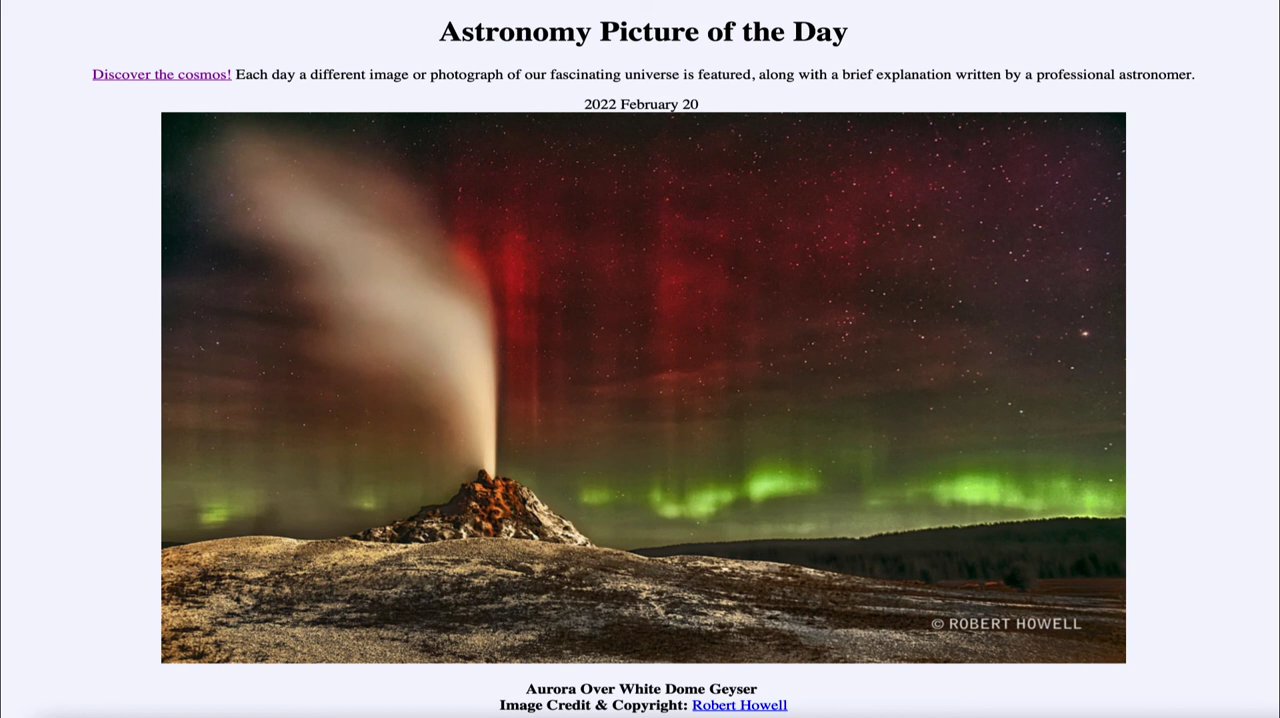 Astronomy Picture of the Day
Discover the cosmos! Each day a different image or photograph of our fascinating universe is featured, along with a brief explanation written by a professional astronomer.
2022 February 20
© ROBERT HOWELL
Aurora Over White Dome Geyser
Image Credit & Copyright: Robert Howell